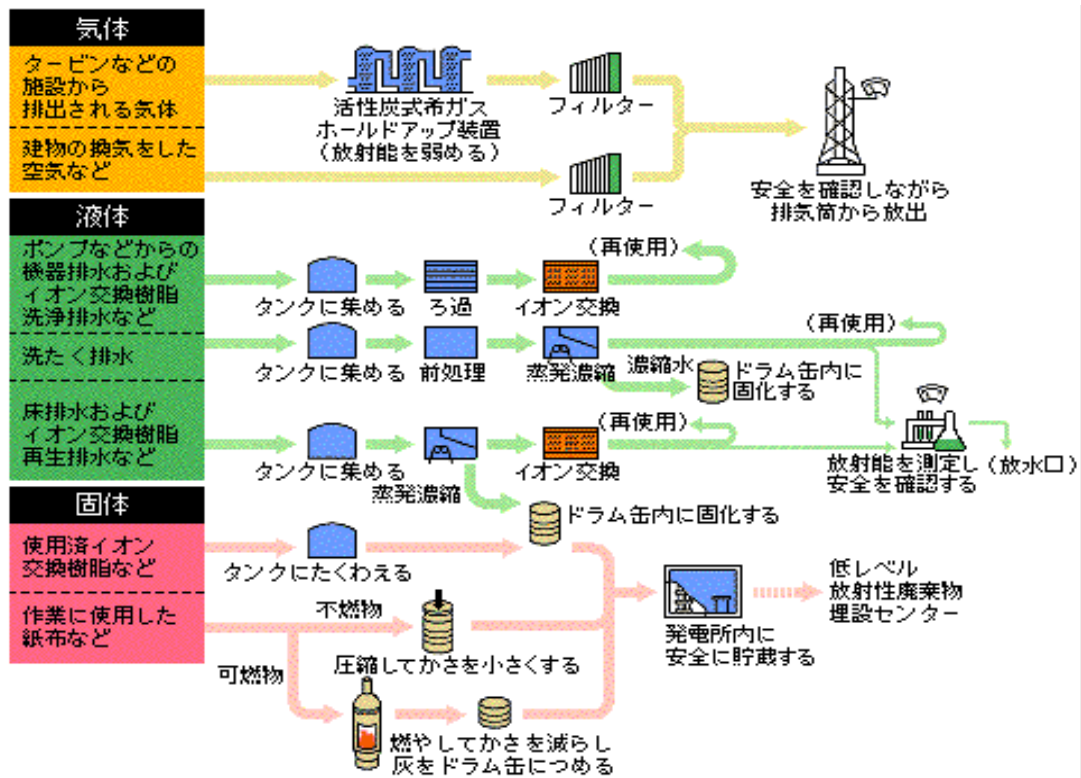 気体
タービンなどの
施設から
排出される気体
建物の換気をした
空気など
活性炭式希ガス
ホールドアップ装置
(放射能を弱める)
フィルター
フィルター
安全を確認しながら
排気筒から放出
液体
ポンプなどからの
機器排水および
イオン交換樹脂
洗浄排水など
タンクに集める
ろ過
イオン交換
(再使用)
洗たく排水
タンクに集める
前処理
蒸発濃縮
(再使用)
濃縮水
ドラム缶内に
固化する
床排水および
イオン交換樹脂
再生排水など
タンクに集める
蒸発濃縮
イオン交換
(再使用)
ドラム缶内に固化する
放射能を測定し
安全を確認する
(放水口)
固体
使用済イオン
交換樹脂など
タンクにたくわえる
作業に使用した
紙布など
不燃物
圧縮してかさを小さくする
可燃物
燃やしてかさを減らし
灰をドラム缶につめる
発電所内に
安全に貯蔵する
低レベル
放射性廃棄物
埋設センター